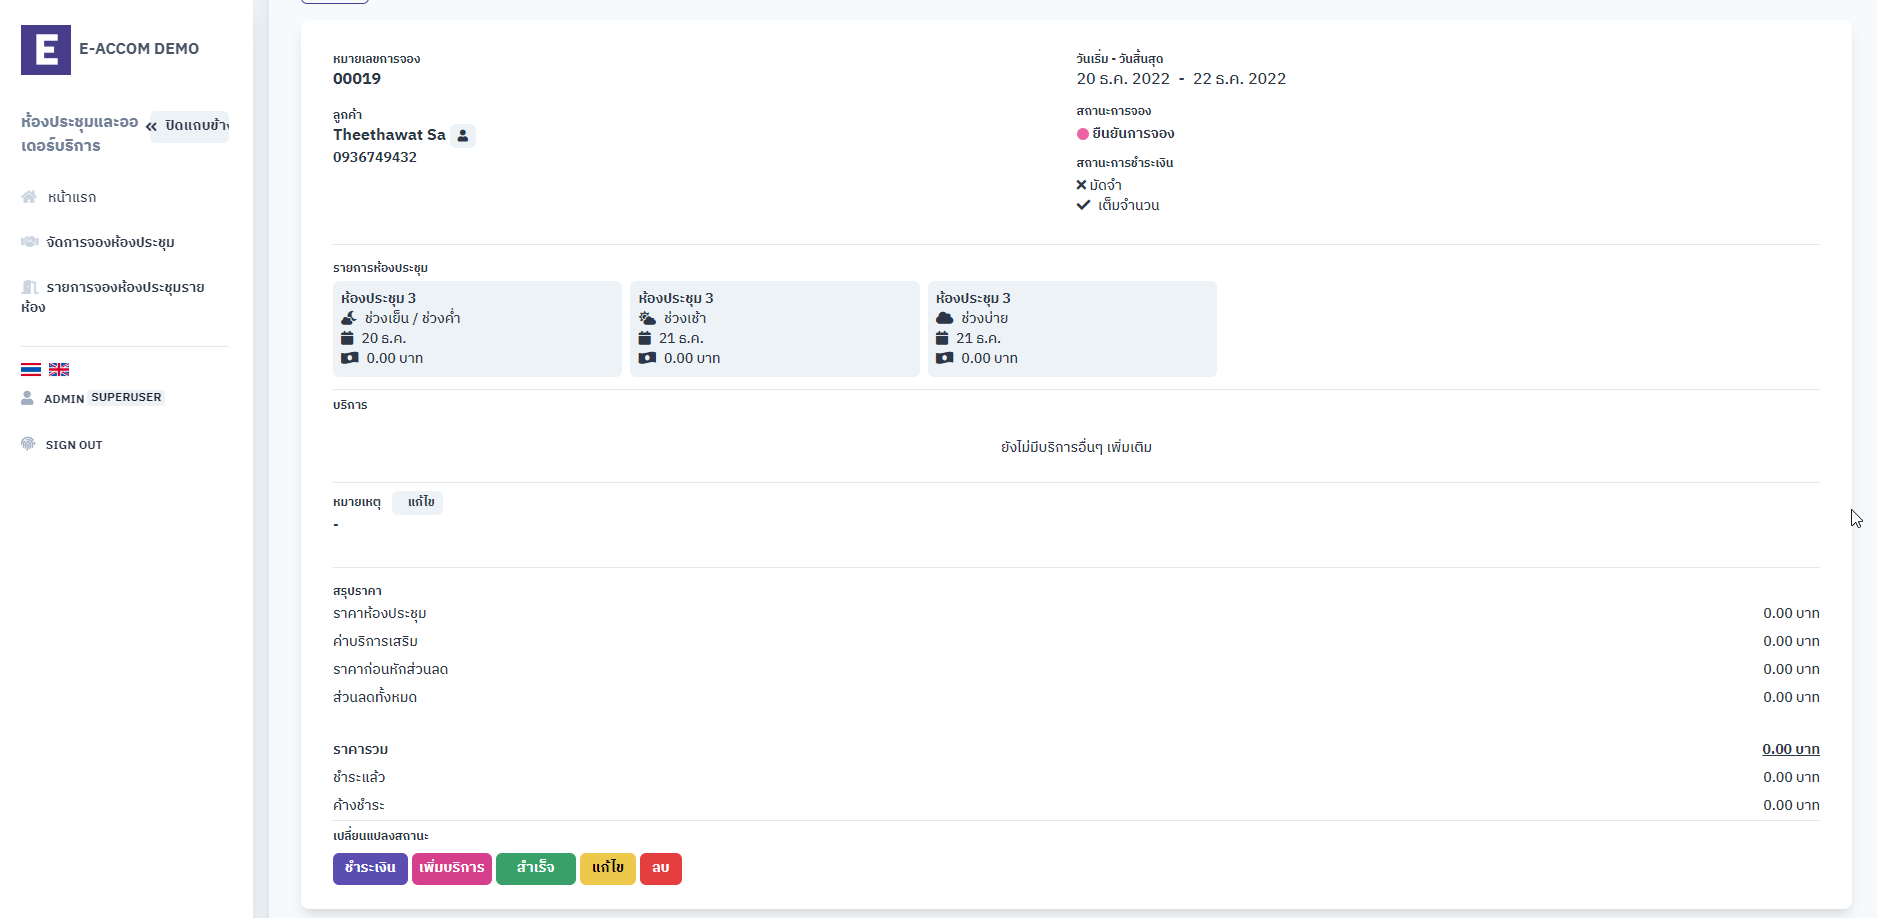 E
E-ACCOM DEMO
ห้องประชุมและออ
เดอร์บริการ
ปิดแถบข้าง
หน้าแรก
จัดการจองห้องประชุม
รายการจองห้องประชุมราย
ห้อง
ADMIN SUPERUSER
SIGN OUT
หมายเลขการจอง
00019
ลูกค้า
Theethawat Sa
0936749432
วันเริ่ม - วันสิ้นสุด
20 ธ.ค. 2022 - 22 ธ.ค. 2022
สถานะการจอง
ยืนยันการจอง
สถานะการชำระเงิน
มัดจำ
เต็มจำนวน
รายการห้องประชุม
ห้องประชุม 3
ช่วงเย็น / ช่วงค่ำ
20 ธ.ค.
0.00 บาท
ห้องประชุม 3
ช่วงเช้า
21 ธ.ค.
0.00 บาท
ห้องประชุม 3
ช่วงบ่าย
21 ธ.ค.
0.00 บาท
บริการ
ยังไม่มีบริการอื่นๆ เพิ่มเติม
หมายเหตุ แก้ไข
-
สรุปราคา
ราคาห้องประชุม 0.00 บาท
ค่าบริการเสริม 0.00 บาท
ราคาก่อนหักส่วนลด 0.00 บาท
ส่วนลดทั้งหมด 0.00 บาท
ราคารวม 0.00 บาท
ชำระแล้ว 0.00 บาท
ค้างชำระ 0.00 บาท
เปลี่ยนแปลงสถานะ
ชำระเงิน เพิ่มบริการ สำเร็จ แก้ไข ลบ